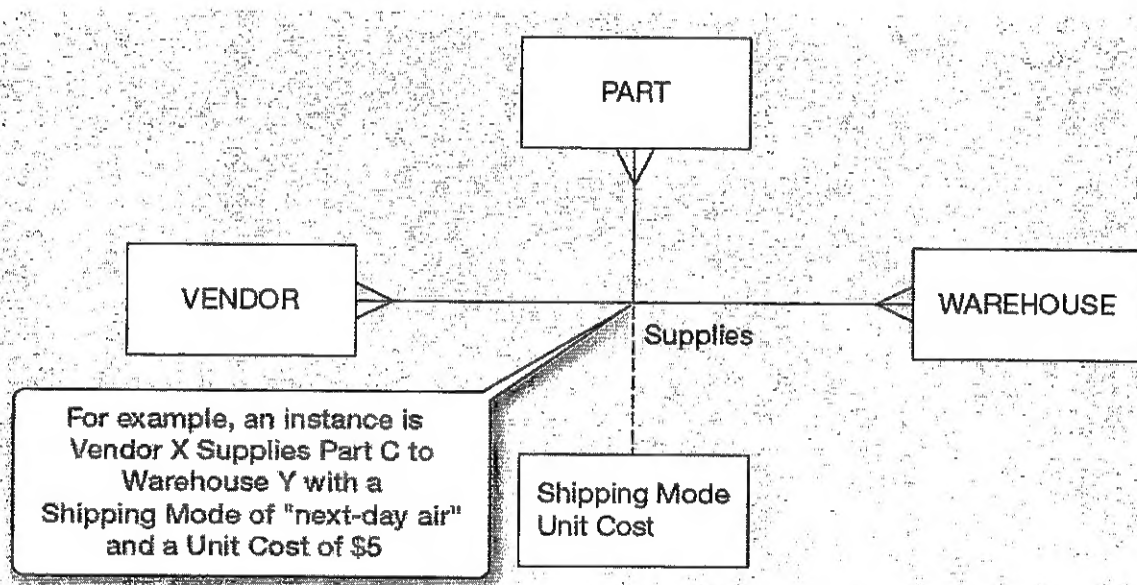 PART
VENDOR
WAREHOUSE
Supplies
For example, an instance is
Vendor X Supplies Part C to
Warehouse Y with a
Shipping Mode of "next-day air"
and a Unit Cost of $5
Shipping Mode
Unit Cost